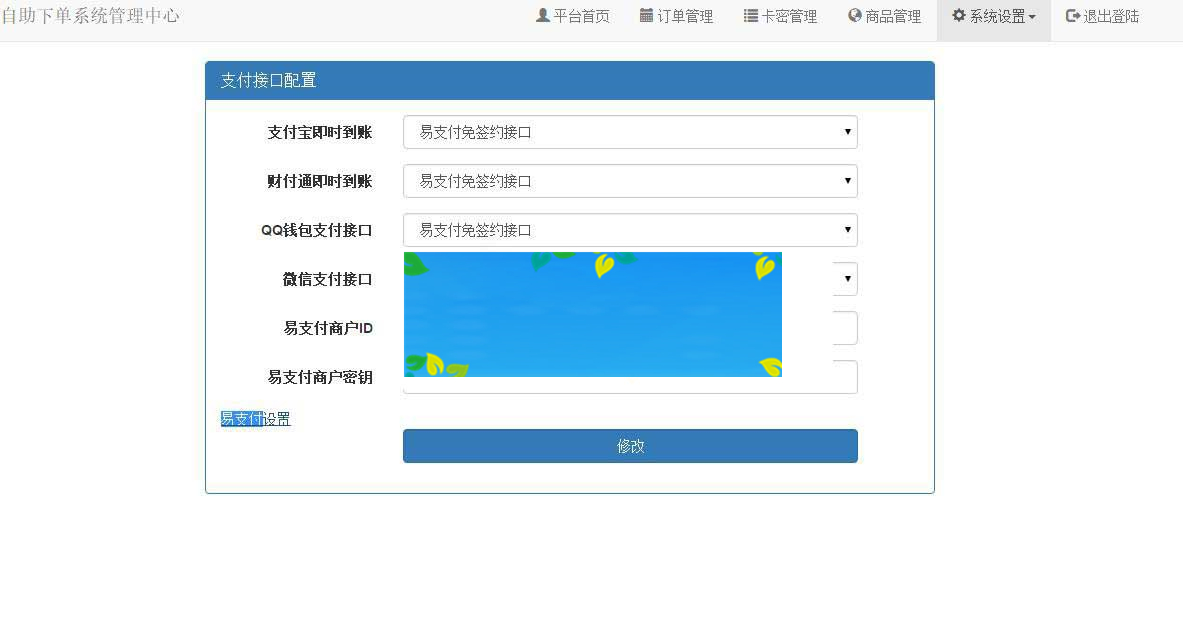 自助下单系统管理中心 平台首页 订单管理 卡密管理 商品管理 系统设置 退出登陆
支付接口配置
支付宝即时到账 易支付免签约接口
财付通即时到账 易支付免签约接口
QQ钱包支付接口 易支付免签约接口
微信支付接口
易支付商户ID
易支付商户密钥
易支付设置
修改